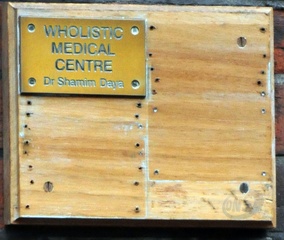 WHOLISTIC
MEDICAL
CENTRE
Dr Shamim Daya